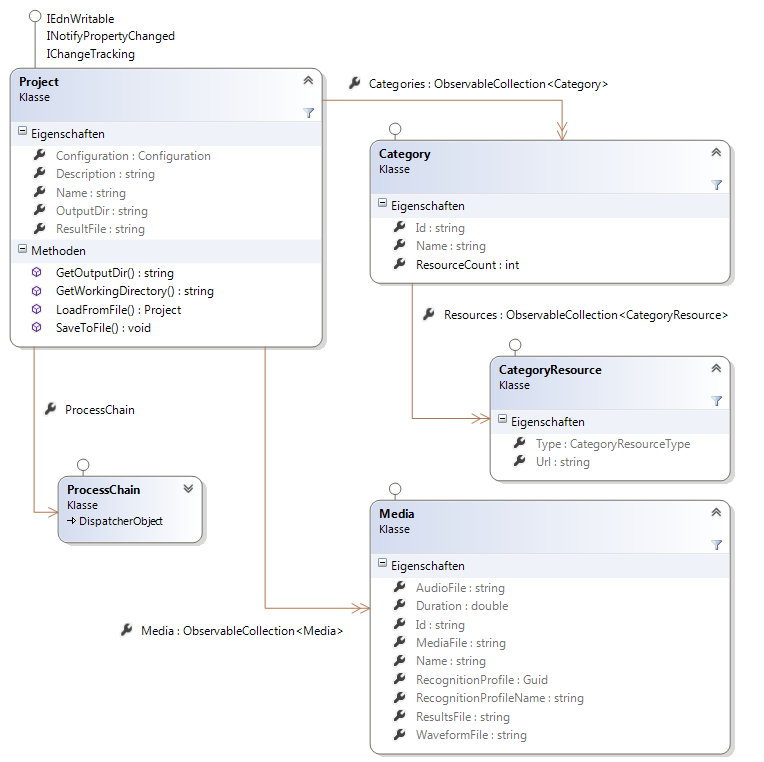 IEdnWritable
INotifyPropertyChanged
IChangeTracking
Project
Klasse
Eigenschaften
Configuration : Configuration
Description : string
Name : string
OutputDir : string
ResultFile : string
Methoden
GetOutputDir() : string
GetWorkingDirectory() : string
LoadFromFile() : Project
SaveToFile() : void
Categories : ObservableCollection<Category>
Category
Klasse
Eigenschaften
Id : string
Name : string
ResourceCount : int
Resources : ObservableCollection<CategoryResource>
CategoryResource
Klasse
Eigenschaften
Type : CategoryResourceType
Url : string
ProcessChain
ProcessChain
Klasse
DispatcherObject
Media : ObservableCollection<Media>
Media
Klasse
Eigenschaften
AudioFile : string
Duration : double
Id : string
MediaFile : string
Name : string
RecognitionProfile : Guid
RecognitionProfileName : string
ResultsFile : string
WaveformFile : string